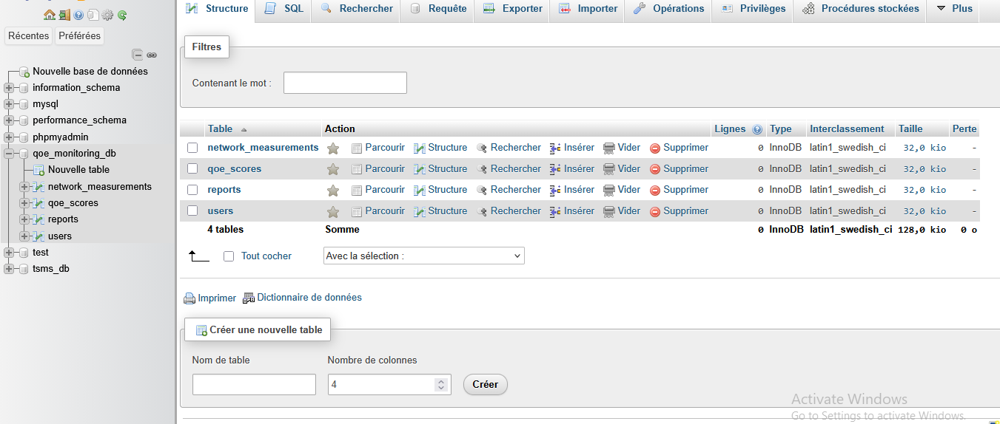 Structure SQL Rechercher Requête Exporter Importer Opérations Privilèges Procédures stockées Plus
Récentes Préférées
Nouvelle base de données
information_schema
mysql
performance_schema
phpmyadmin
qoe_monitoring_db
Nouvelle table
network_measurements
qoe_scores
reports
users
test
tsms_db
Filtres
Contenant le mot :
Table Action Lignes Type Interclassement Taille Perte
network_measurements Parcourir Structure Rechercher Insérer Vider Supprimer 0 InnoDB latin1_swedish_ci 32,0 kio -
qoe_scores Parcourir Structure Rechercher Insérer Vider Supprimer 0 InnoDB latin1_swedish_ci 32,0 kio -
reports Parcourir Structure Rechercher Insérer Vider Supprimer 0 InnoDB latin1_swedish_ci 32,0 kio -
users Parcourir Structure Rechercher Insérer Vider Supprimer 0 InnoDB latin1_swedish_ci 32,0 kio -
4 tables Somme 0 InnoDB latin1_swedish_ci 128,0 kio 0 o
Tout cocher Avec la sélection :
Imprimer Dictionnaire de données
Créer une nouvelle table
Nom de table Nombre de colonnes
4 Créer
Activate Windows
Go to Settings to activate Windows.